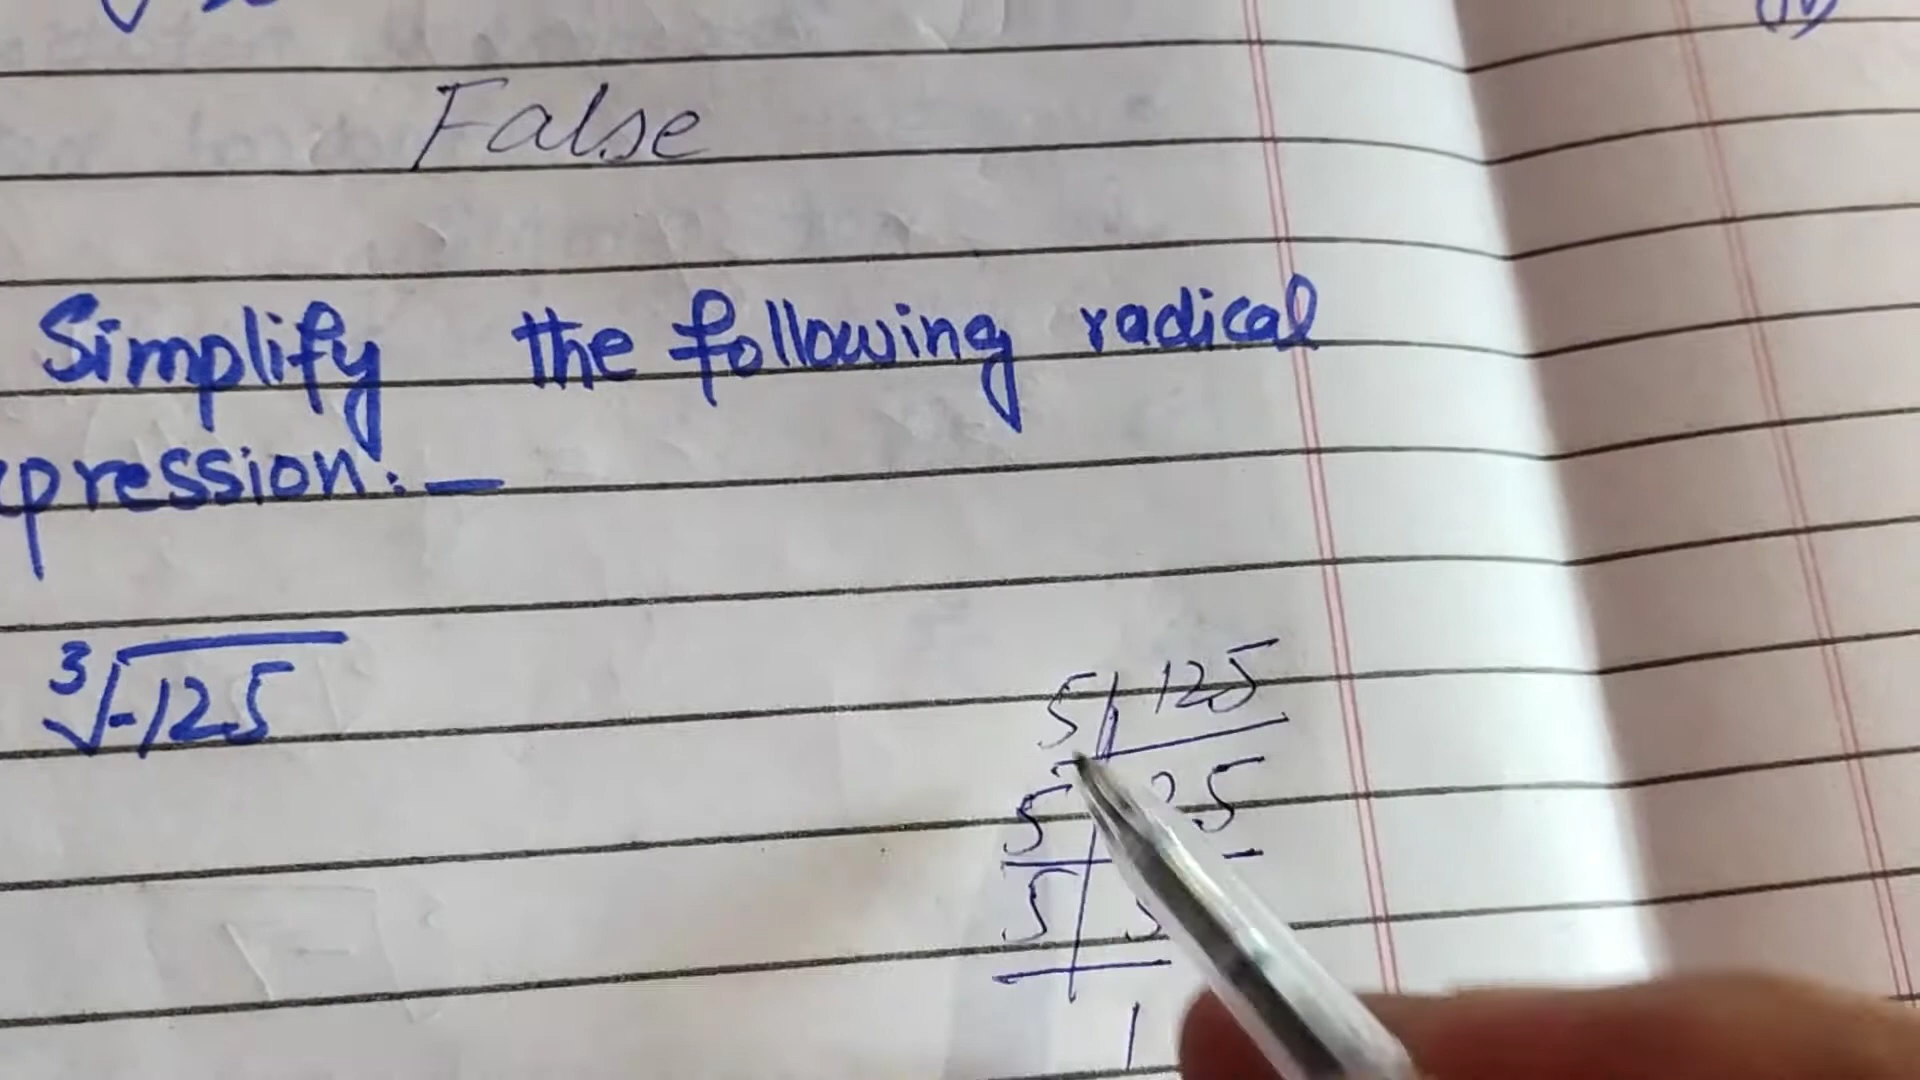 False
Simplify the following radical
pression:—
∛-125
5 125
5 25
5 5
1